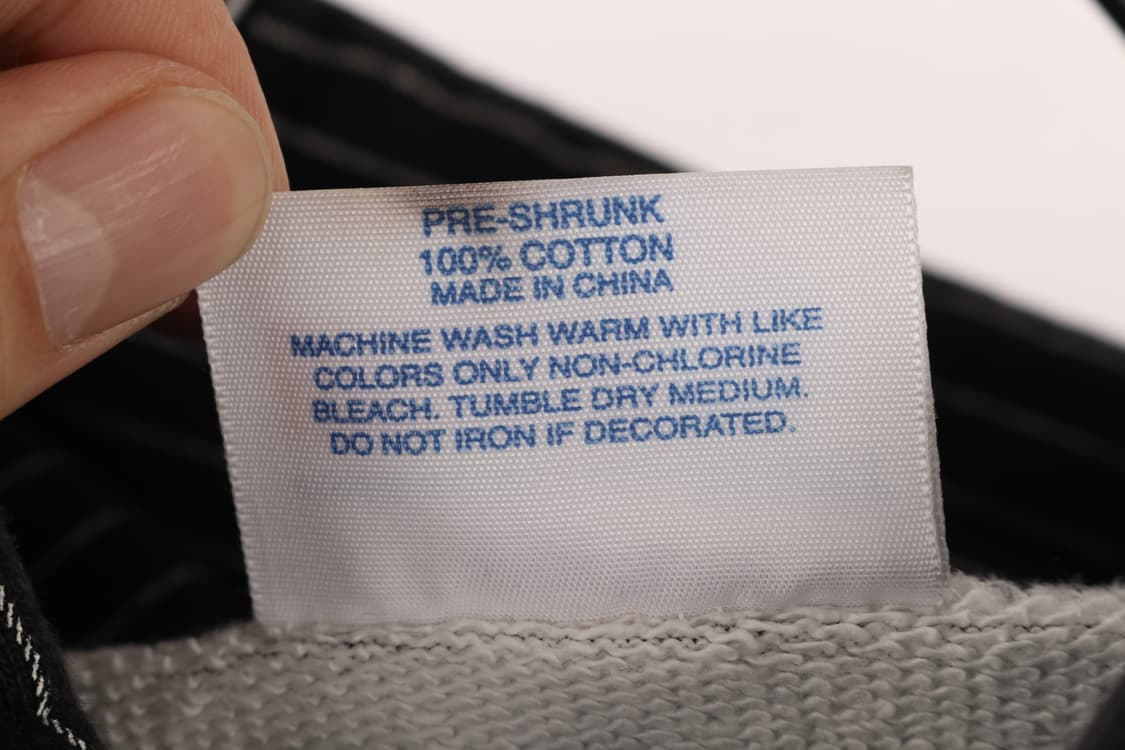 PRE-SHRUNK
100% COTTON
MADE IN CHINA
MACHINE WASH WARM WITH LIKE
COLORS ONLY NON-CHLORINE
BLEACH. TUMBLE DRY MEDIUM.
DO NOT IRON IF DECORATED.